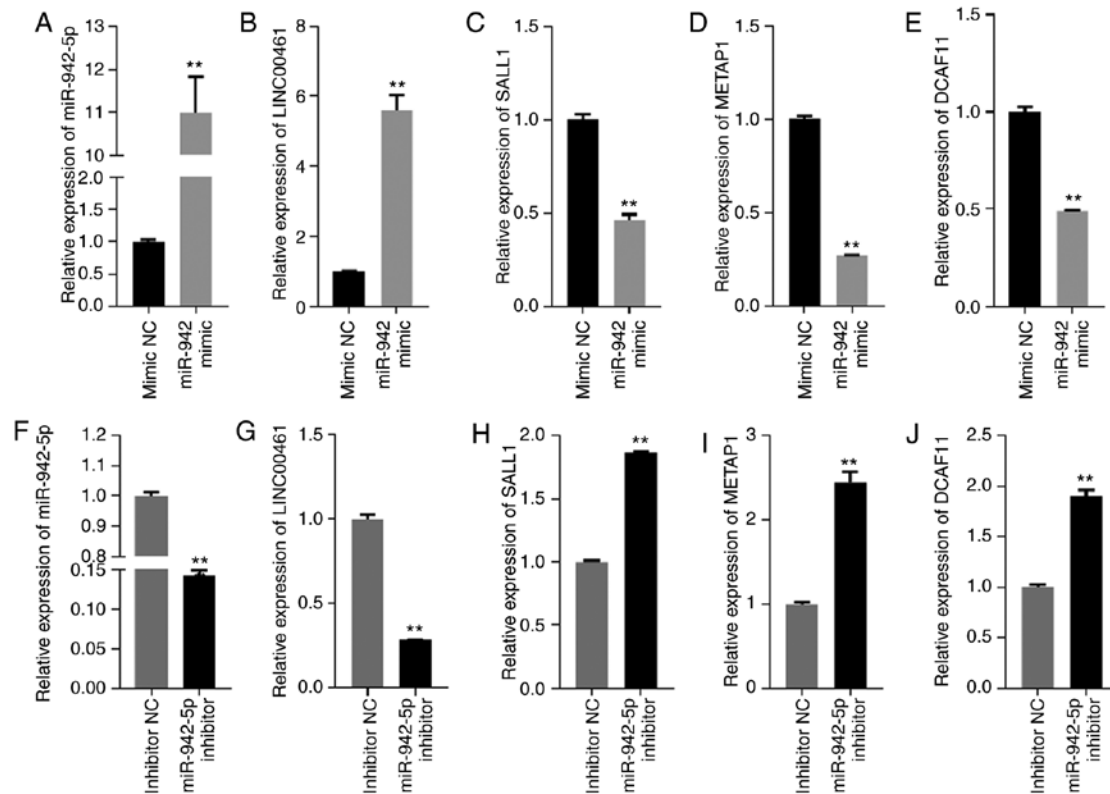 A
Relative expression of miR-942-5p
13
12
11
10
2.0
1.5
1.0
0.5
0.0
**
Mimic NC
miR-942
mimic
B
Relative expression of LINC00461
8
6
4
2
0
**
Mimic NC
miR-942
mimic
C
Relative expression of SALL1
1.5
1.0
0.5
0.0
**
Mimic NC
miR-942
mimic
D
Relative expression of METAP1
1.5
1.0
0.5
0.0
**
Mimic NC
miR-942
mimic
E
Relative expression of DCAF11
1.5
1.0
0.5
0.0
**
Mimic NC
miR-942
mimic
F
Relative expression of miR-942-5p
1.2
1.1
1.0
0.9
0.8
0.15
0.10
0.05
0.00
**
Inhibitor NC
miR-942-5p
inhibitor
G
Relative expression of LINC00461
1.5
1.0
0.5
0.0
**
Inhibitor NC
miR-942-5p
inhibitor
H
Relative expression of SALL1
2.0
1.5
1.0
0.5
0.0
**
Inhibitor NC
miR-942-5p
inhibitor
I
Relative expression of METAP1
3
2
1
0
**
Inhibitor NC
miR-942-5p
inhibitor
J
Relative expression of DCAF11
2.5
2.0
1.5
1.0
0.5
0.0
**
Inhibitor NC
miR-942-5p
inhibitor